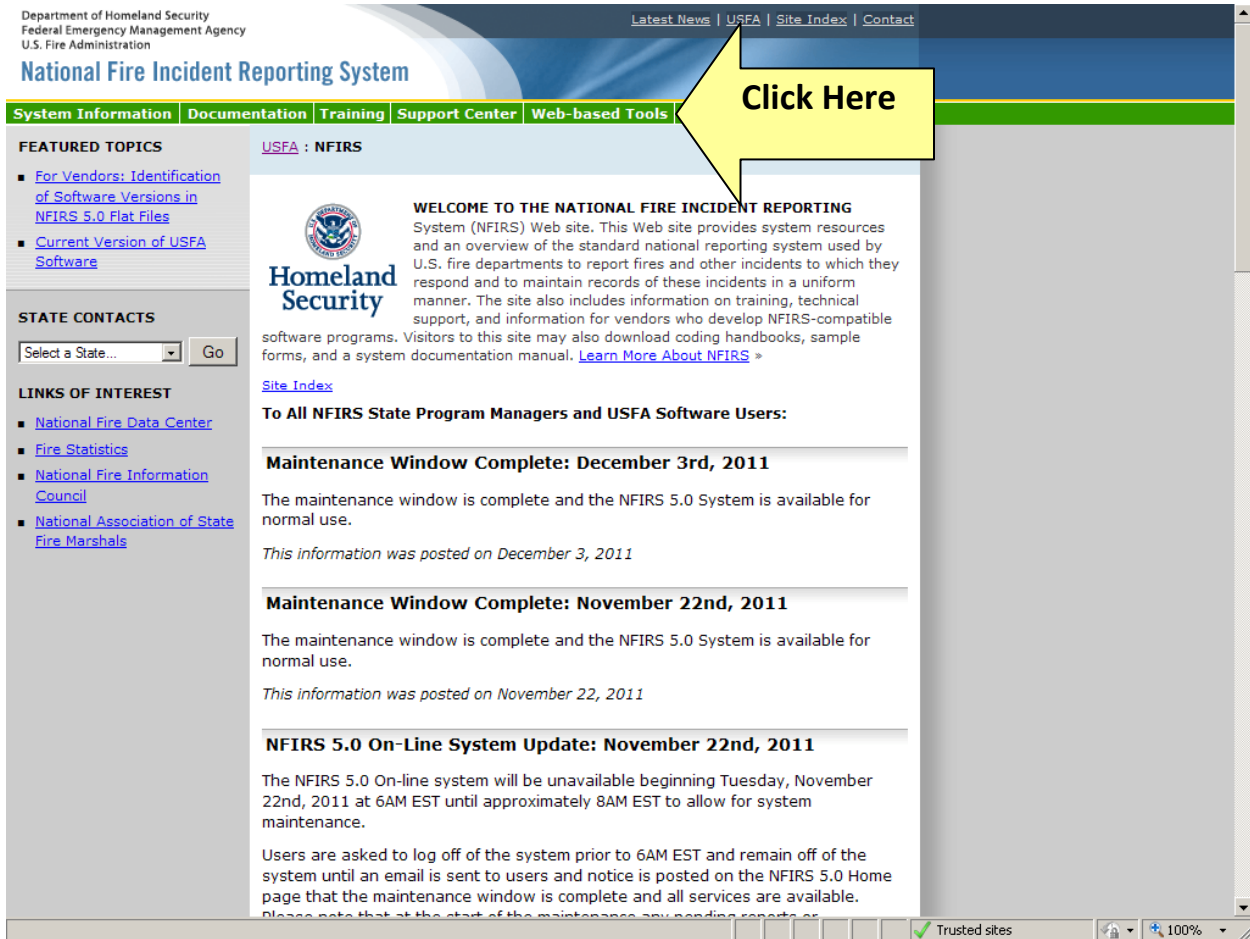 Department of Homeland Security
Federal Emergency Management Agency
U.S. Fire Administration
National Fire Incident Reporting System
Latest News | USFA | Site Index | Contact
Click Here
System Information | Documentation | Training | Support Center | Web-based Tools
FEATURED TOPICS
For Vendors: Identification
of Software Versions in
NFIRS 5.0 Flat Files
Current Version of USFA
Software
STATE CONTACTS
Select a State...
Go
LINKS OF INTEREST
National Fire Data Center
Fire Statistics
National Fire Information
Council
National Association of State
Fire Marshals
USFA : NFIRS
Homeland
Security
WELCOME TO THE NATIONAL FIRE INCIDENT REPORTING
System (NFIRS) Web site. This Web site provides system resources
and an overview of the standard national reporting system used by
U.S. fire departments to report fires and other incidents to which they
respond and to maintain records of these incidents in a uniform
manner. The site also includes information on training, technical
support, and information for vendors who develop NFIRS-compatible
software programs. Visitors to this site may also download coding handbooks, sample
forms, and a system documentation manual. Learn More About NFIRS »
Site Index
To All NFIRS State Program Managers and USFA Software Users:
Maintenance Window Complete: December 3rd, 2011
The maintenance window is complete and the NFIRS 5.0 System is available for
normal use.
This information was posted on December 3, 2011
Maintenance Window Complete: November 22nd, 2011
The maintenance window is complete and the NFIRS 5.0 System is available for
normal use.
This information was posted on November 22, 2011
NFIRS 5.0 On-Line System Update: November 22nd, 2011
The NFIRS 5.0 On-line system will be unavailable beginning Tuesday, November
22nd, 2011 at 6AM EST until approximately 8AM EST to allow for system
maintenance.
Users are asked to log off of the system prior to 6AM EST and remain off of the
system until an email is sent to users and notice is posted on the NFIRS 5.0 Home
page that the maintenance window is complete and all services are available.
Please note that at the start of the maintenance any pending reports or
Trusted sites
100%